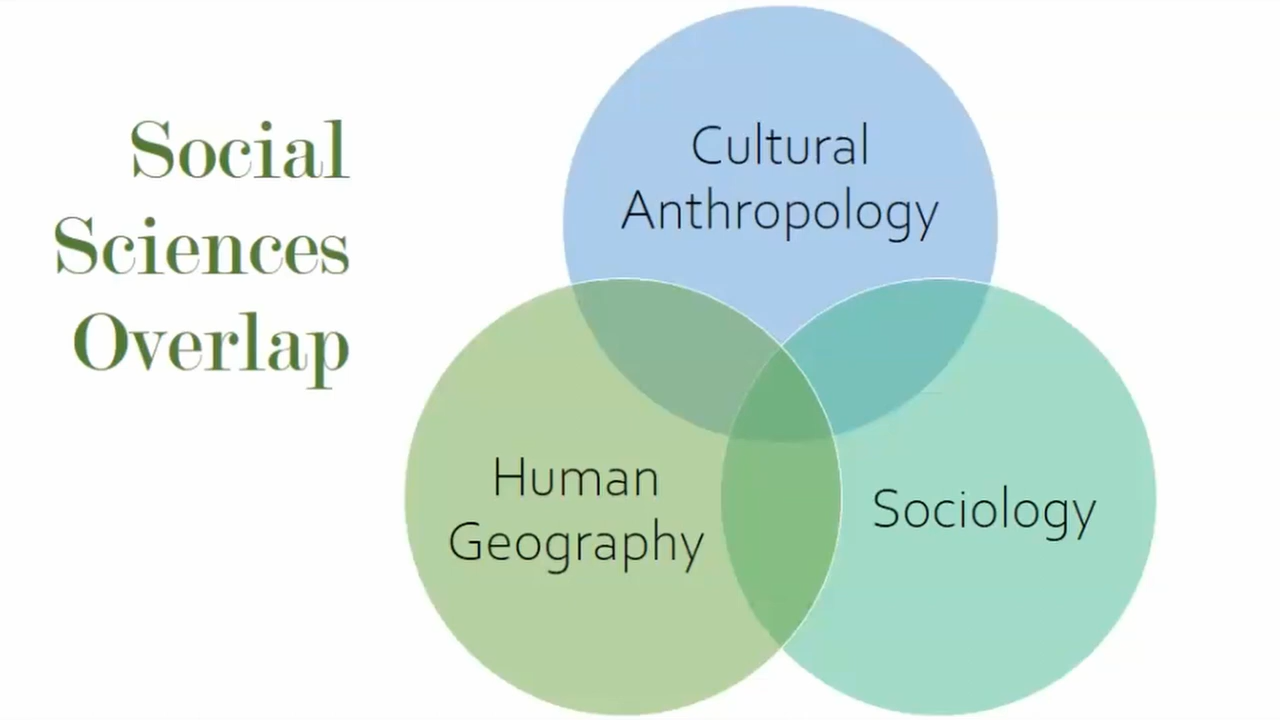 Social
Sciences
Overlap
Cultural
Anthropology
Human
Geography
Sociology